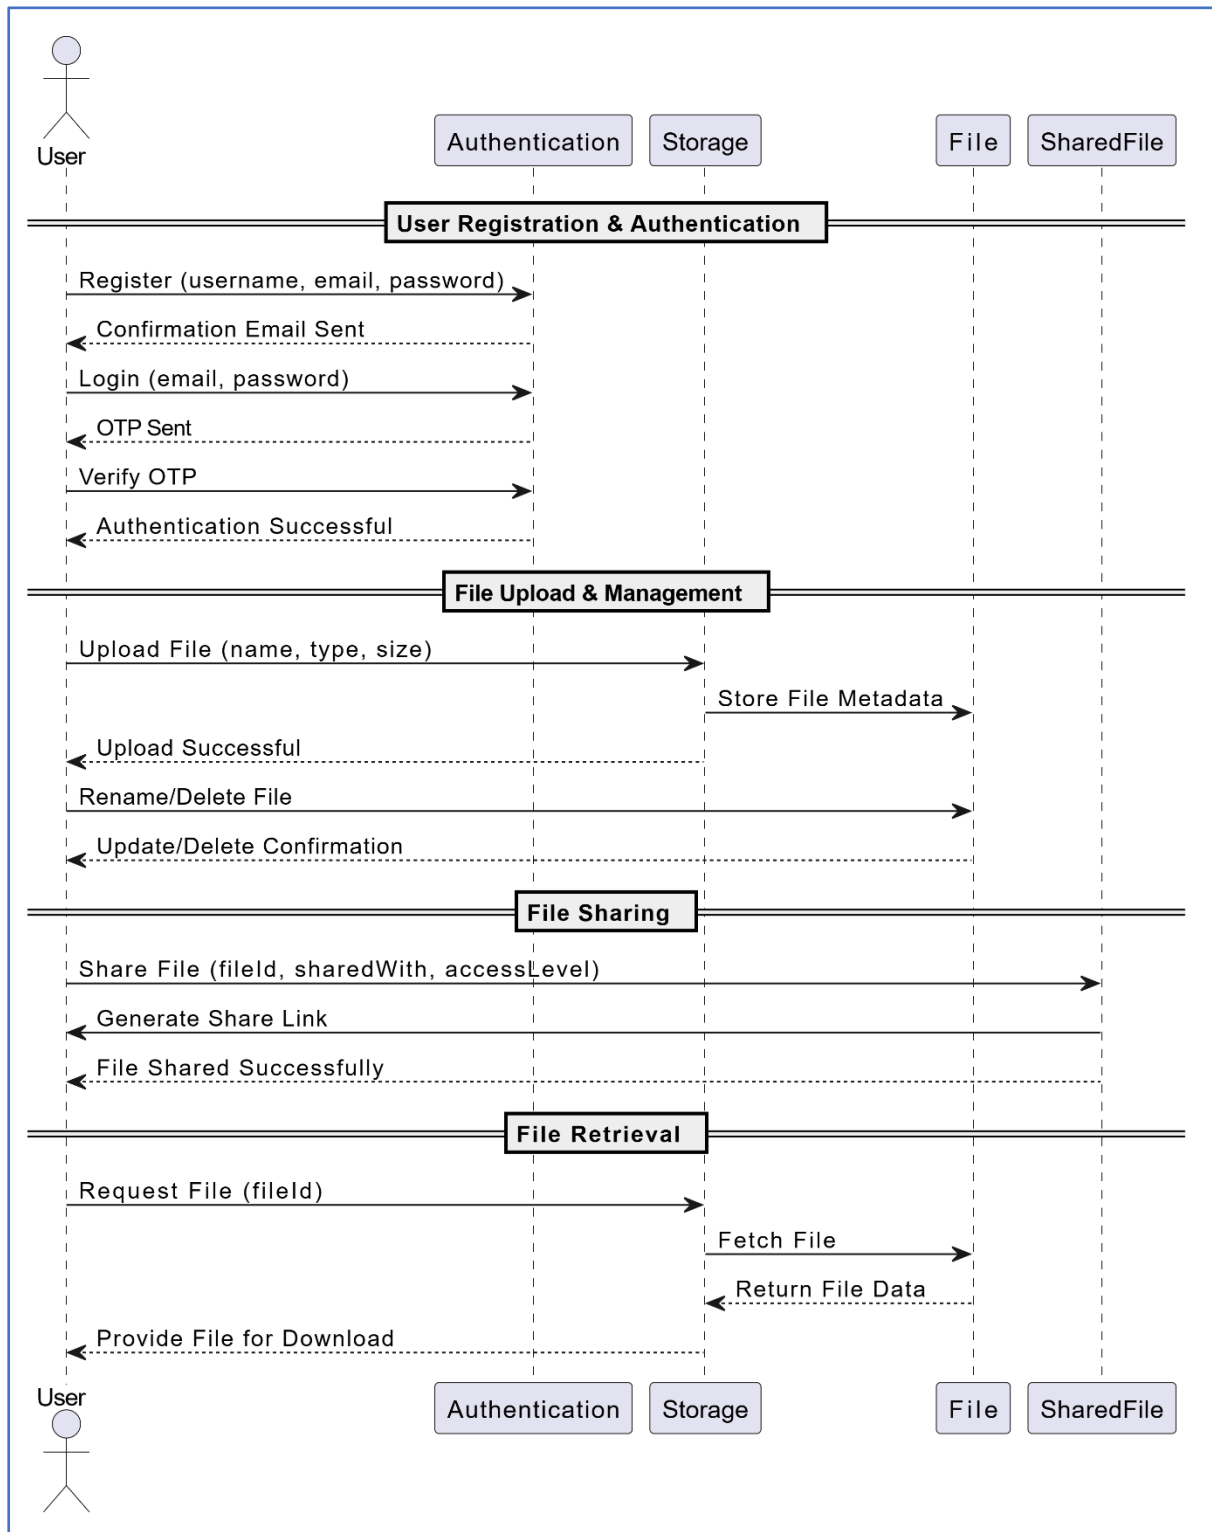 User
Authentication
Storage
File
SharedFile
User Registration & Authentication
Register (username, email, password)
Confirmation Email Sent
Login (email, password)
OTP Sent
Verify OTP
Authentication Successful
File Upload & Management
Upload File (name, type, size)
Store File Metadata
Upload Successful
Rename/Delete File
Update/Delete Confirmation
File Sharing
Share File (fileId, sharedWith, accessLevel)
Generate Share Link
File Shared Successfully
File Retrieval
Request File (fileId)
Fetch File
Return File Data
Provide File for Download
User
Authentication
Storage
File
SharedFile